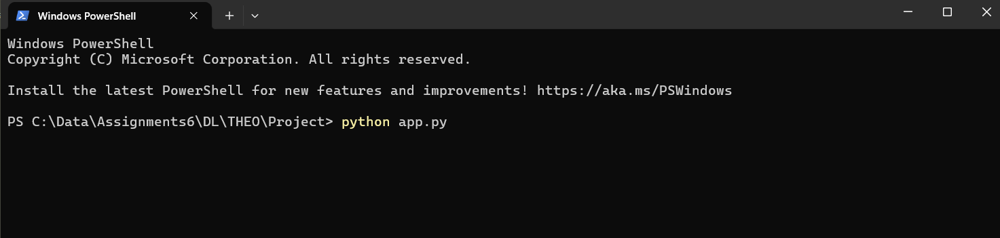 Windows PowerShell
Windows PowerShell
Copyright (C) Microsoft Corporation. All rights reserved.
Install the latest PowerShell for new features and improvements! https://aka.ms/PSWindows
PS C:\Data\Assignments6\DL\THEO\Project> python app.py